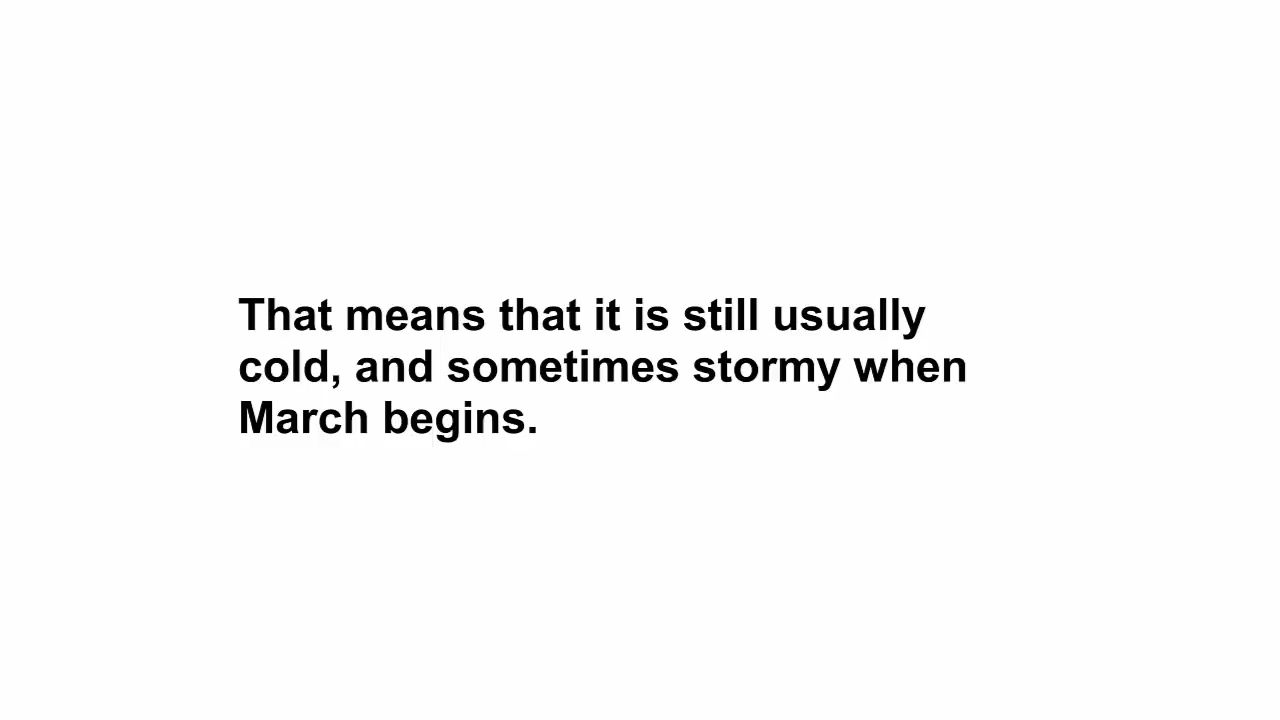 That means that it is still usually
cold, and sometimes stormy when
March begins.